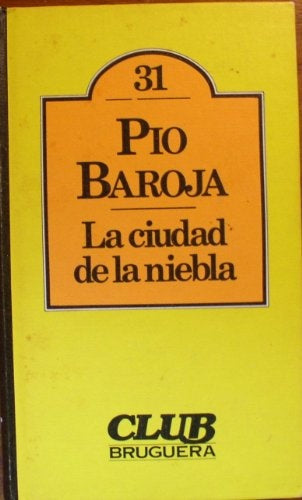 31
PIO
BAROJA
La ciudad
de la niebla
CLUB
BRUGUERA